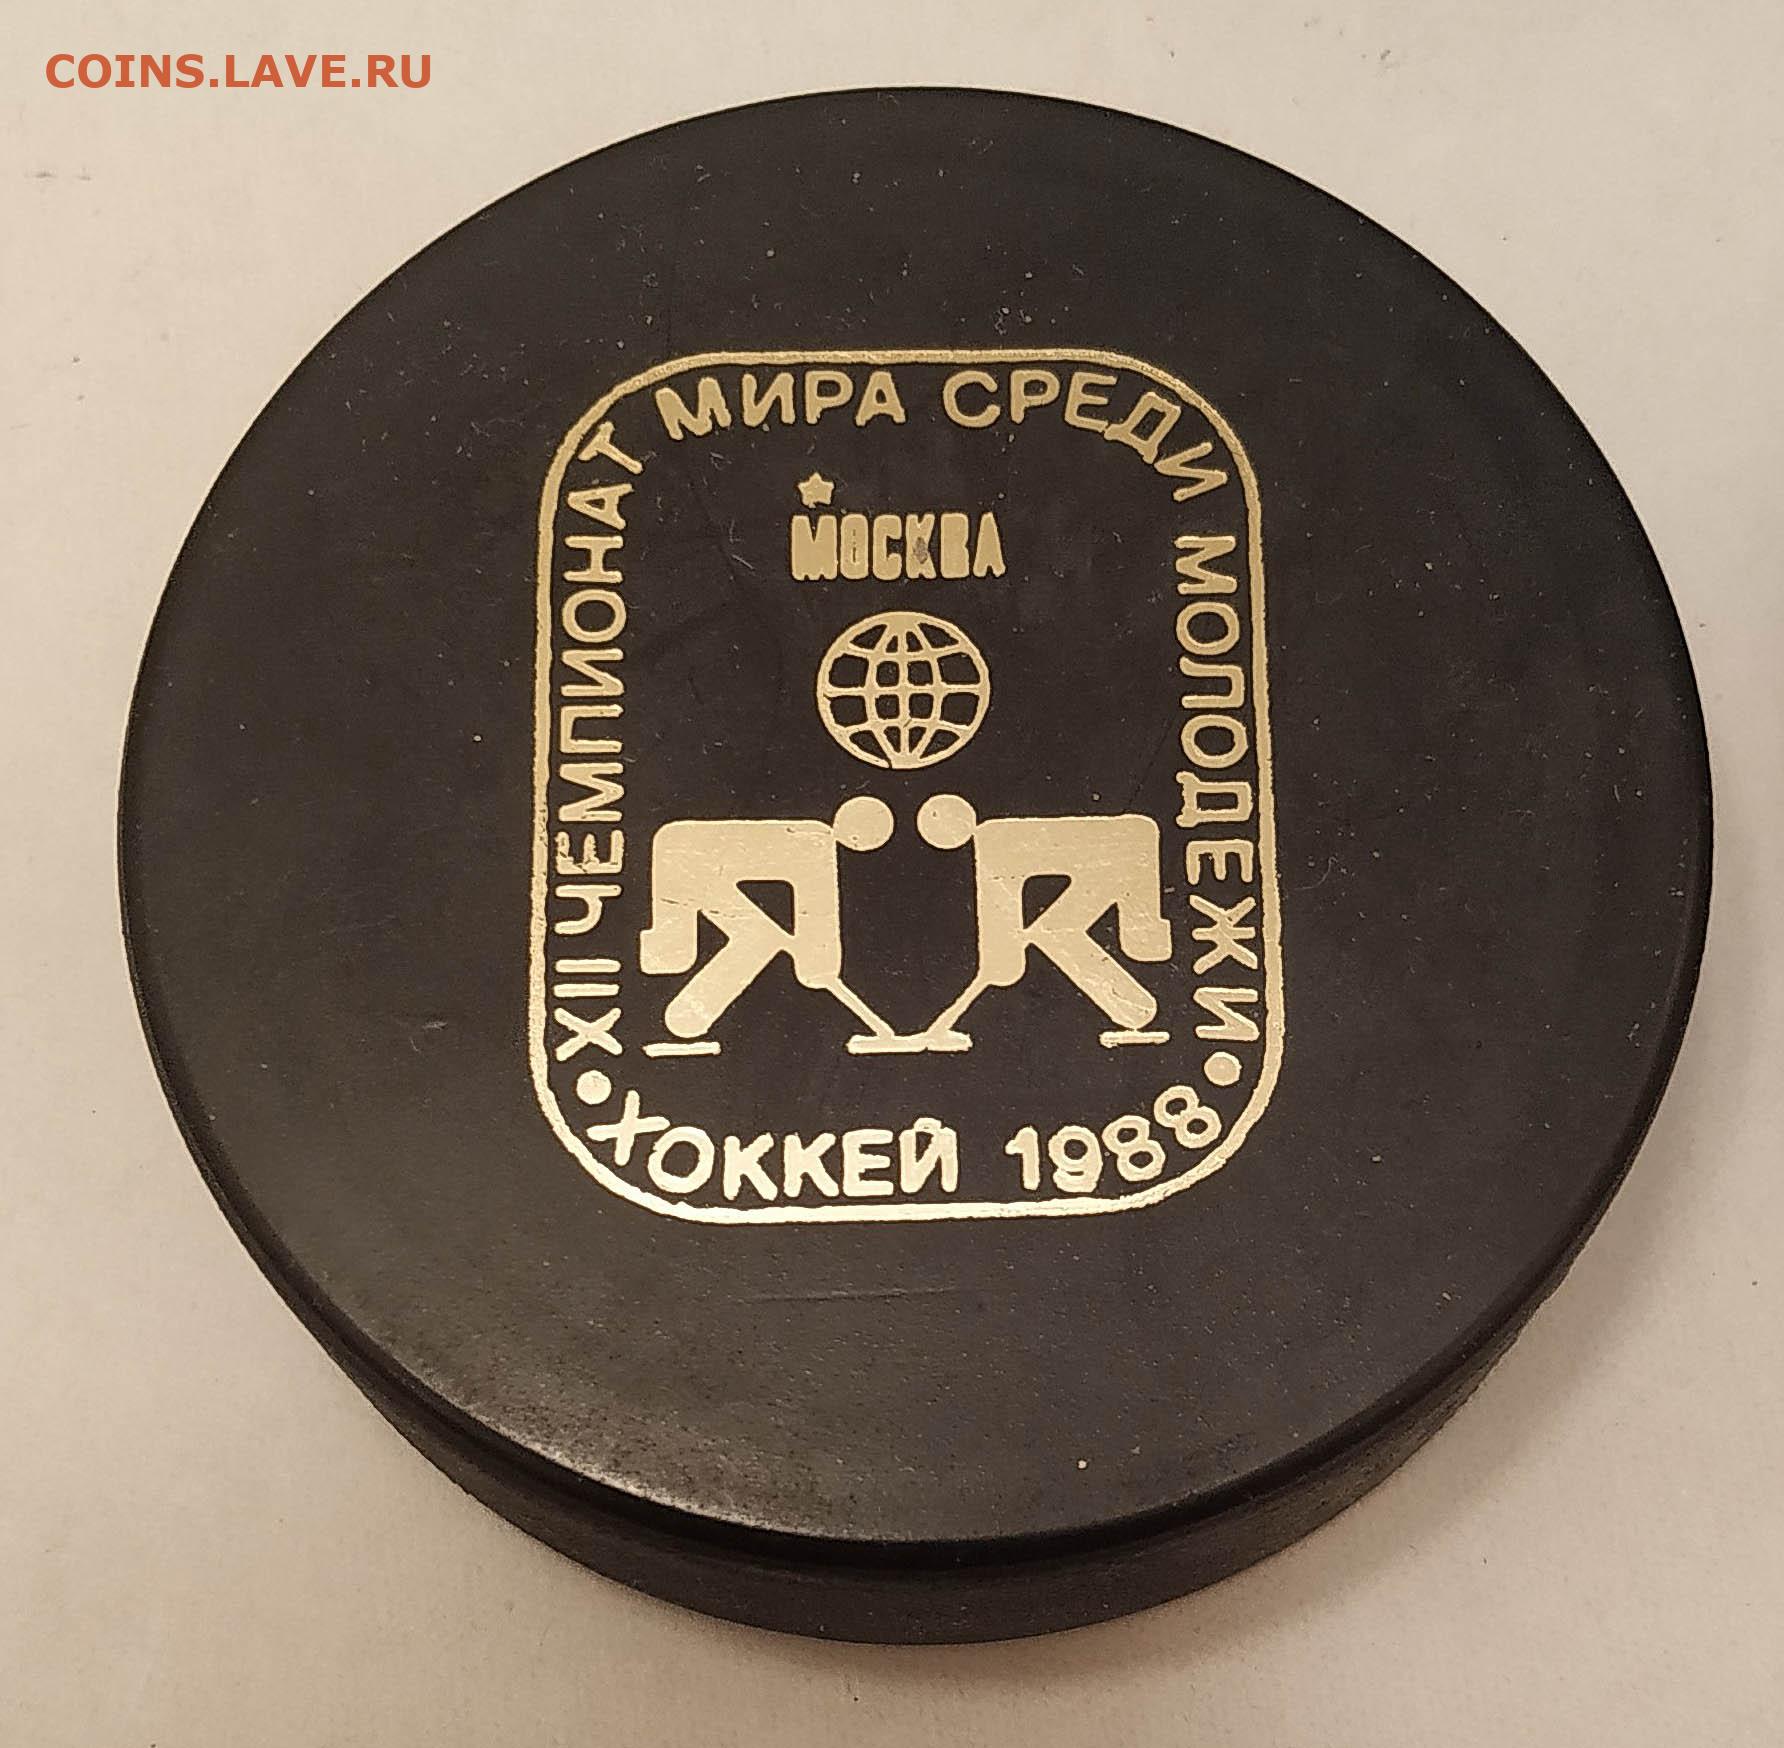 COINS.LAVE.RU
XII ЧЕМПИОНАТ МИРА СРЕДИ МОЛОДЕЖИ
МОСКВА
• ХОККЕЙ 1988 •